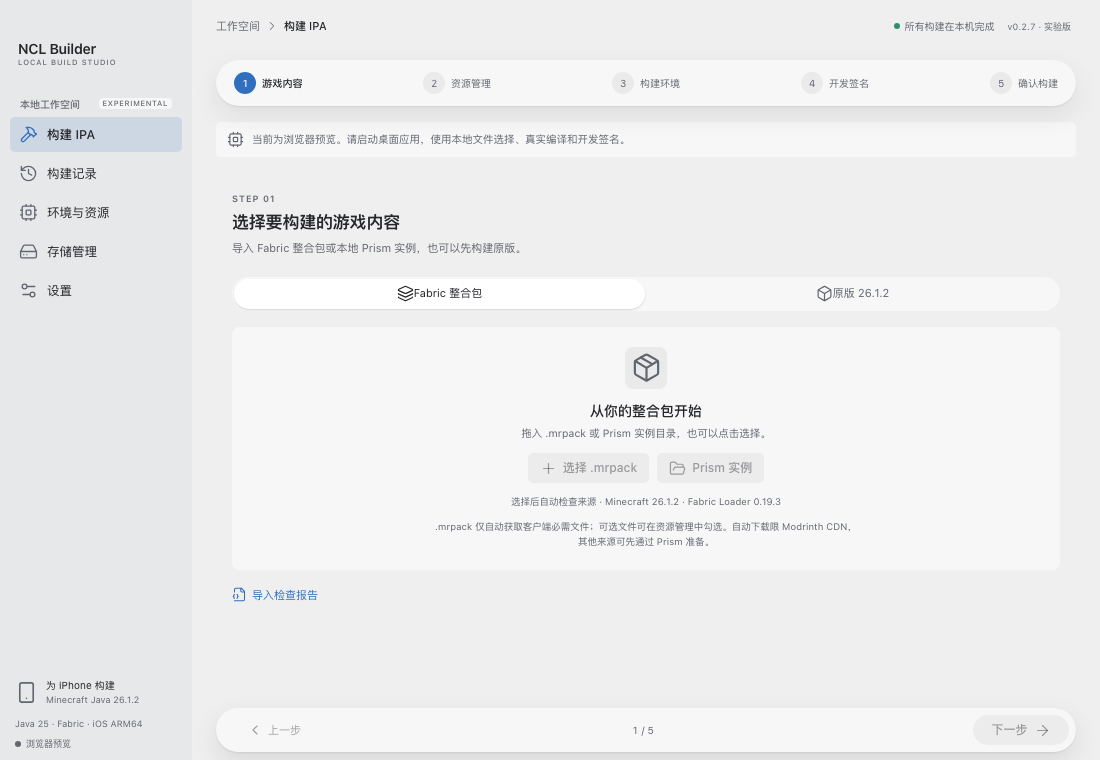 NCL Builder
LOCAL BUILD STUDIO
本地工作空间 EXPERIMENTAL
构建 IPA
构建记录
环境与资源
存储管理
设置
为 iPhone 构建
Minecraft Java 26.1.2
Java 25 · Fabric · iOS ARM64
浏览器预览
工作空间 > 构建 IPA
所有构建在本机完成 v0.2.7 · 实验版
1 游戏内容 2 资源管理 3 构建环境 4 开发签名 5 确认构建
当前为浏览器预览。请启动桌面应用，使用本地文件选择、真实编译和开发签名。
STEP 01
选择要构建的游戏内容
导入 Fabric 整合包或本地 Prism 实例，也可以先构建原版。
Fabric 整合包 原版 26.1.2
从你的整合包开始
拖入 .mrpack 或 Prism 实例目录，也可以点击选择。
选择 .mrpack Prism 实例
选择后自动检查来源 · Minecraft 26.1.2 · Fabric Loader 0.19.3
.mrpack 仅自动获取客户端必需文件；可选文件可在资源管理中勾选。自动下载限 Modrinth CDN，
其他来源可先通过 Prism 准备。
导入检查报告
上一步 1 / 5 下一步